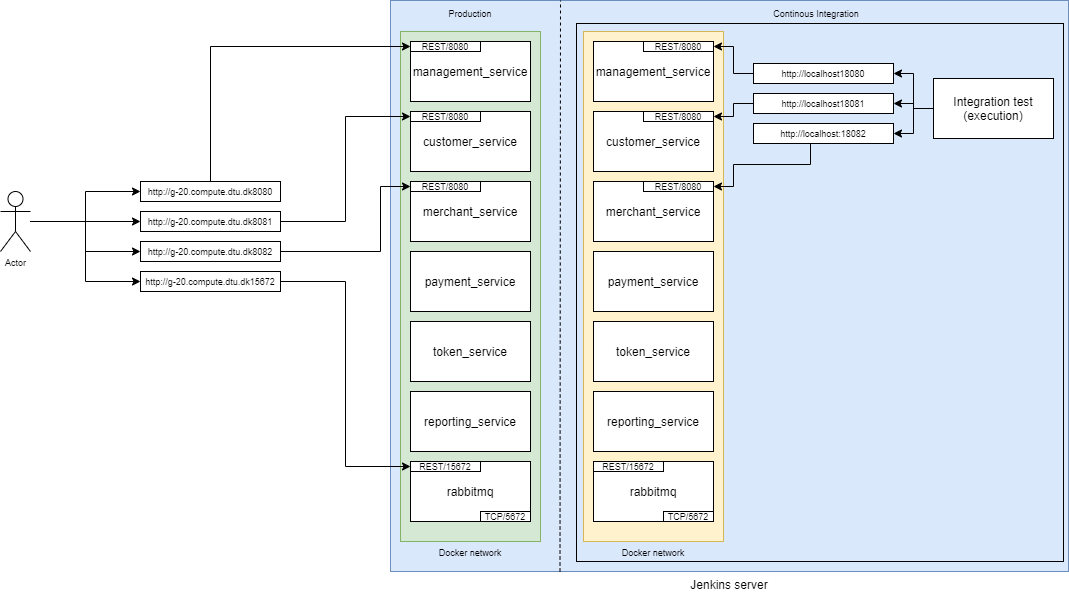 Production
Continous Integration
REST/8080
management_service
REST/8080
customer_service
REST/8080
merchant_service
payment_service
token_service
reporting_service
REST/15672
rabbitmq
TCP/5672
Docker network
REST/8080
management_service
REST/8080
customer_service
REST/8080
merchant_service
payment_service
token_service
reporting_service
REST/15672
rabbitmq
TCP/5672
Docker network
http://localhost18080
http://localhost18081
http://localhost:18082
Integration test
(execution)
http://g-20.compute.dtu.dk8080
http://g-20.compute.dtu.dk8081
http://g-20.compute.dtu.dk8082
http://g-20.compute.dtu.dk15672
Actor
Jenkins server